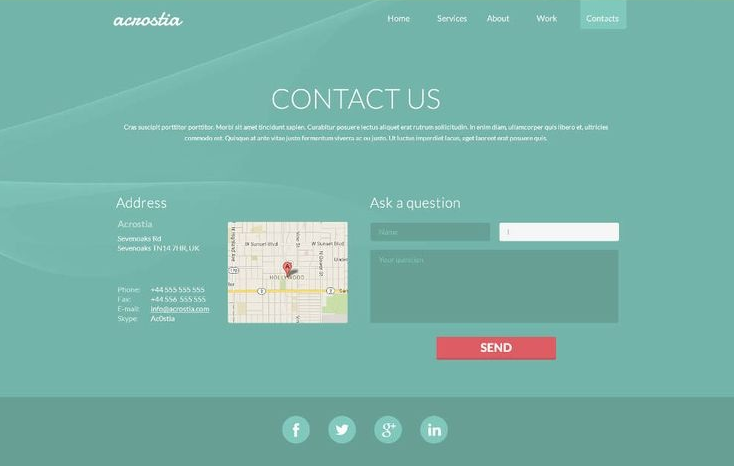 acrostia
Home Services About Work Contacts
CONTACT US
Cras suscipit porttitor porttitor. Morbi sit amet tincidunt sapien. Curabitur posuere lectus aliquet erat rutrum sollicitudin. In enim diam, ullamcorper quis libero et, ultricies
commodo est. Quisque at ante vitae justo fermentum viverra ac eu justo. Ut luctus imperdiet lacus, eget laoreet erat posuere quis.
Address
Acrostia
Sevenoaks Rd
Sevenoaks TN14 7HR, UK
Phone: +44 555 555 555
Fax: +44 556 555 555
E-mail: info@acrostia.com
Skype: Ac0stia
W Sunset Blvd
W Sunset Blvd
HOLLYWOOD
A
2
2
Ask a question
Name
Your question
SEND
f
g+
in